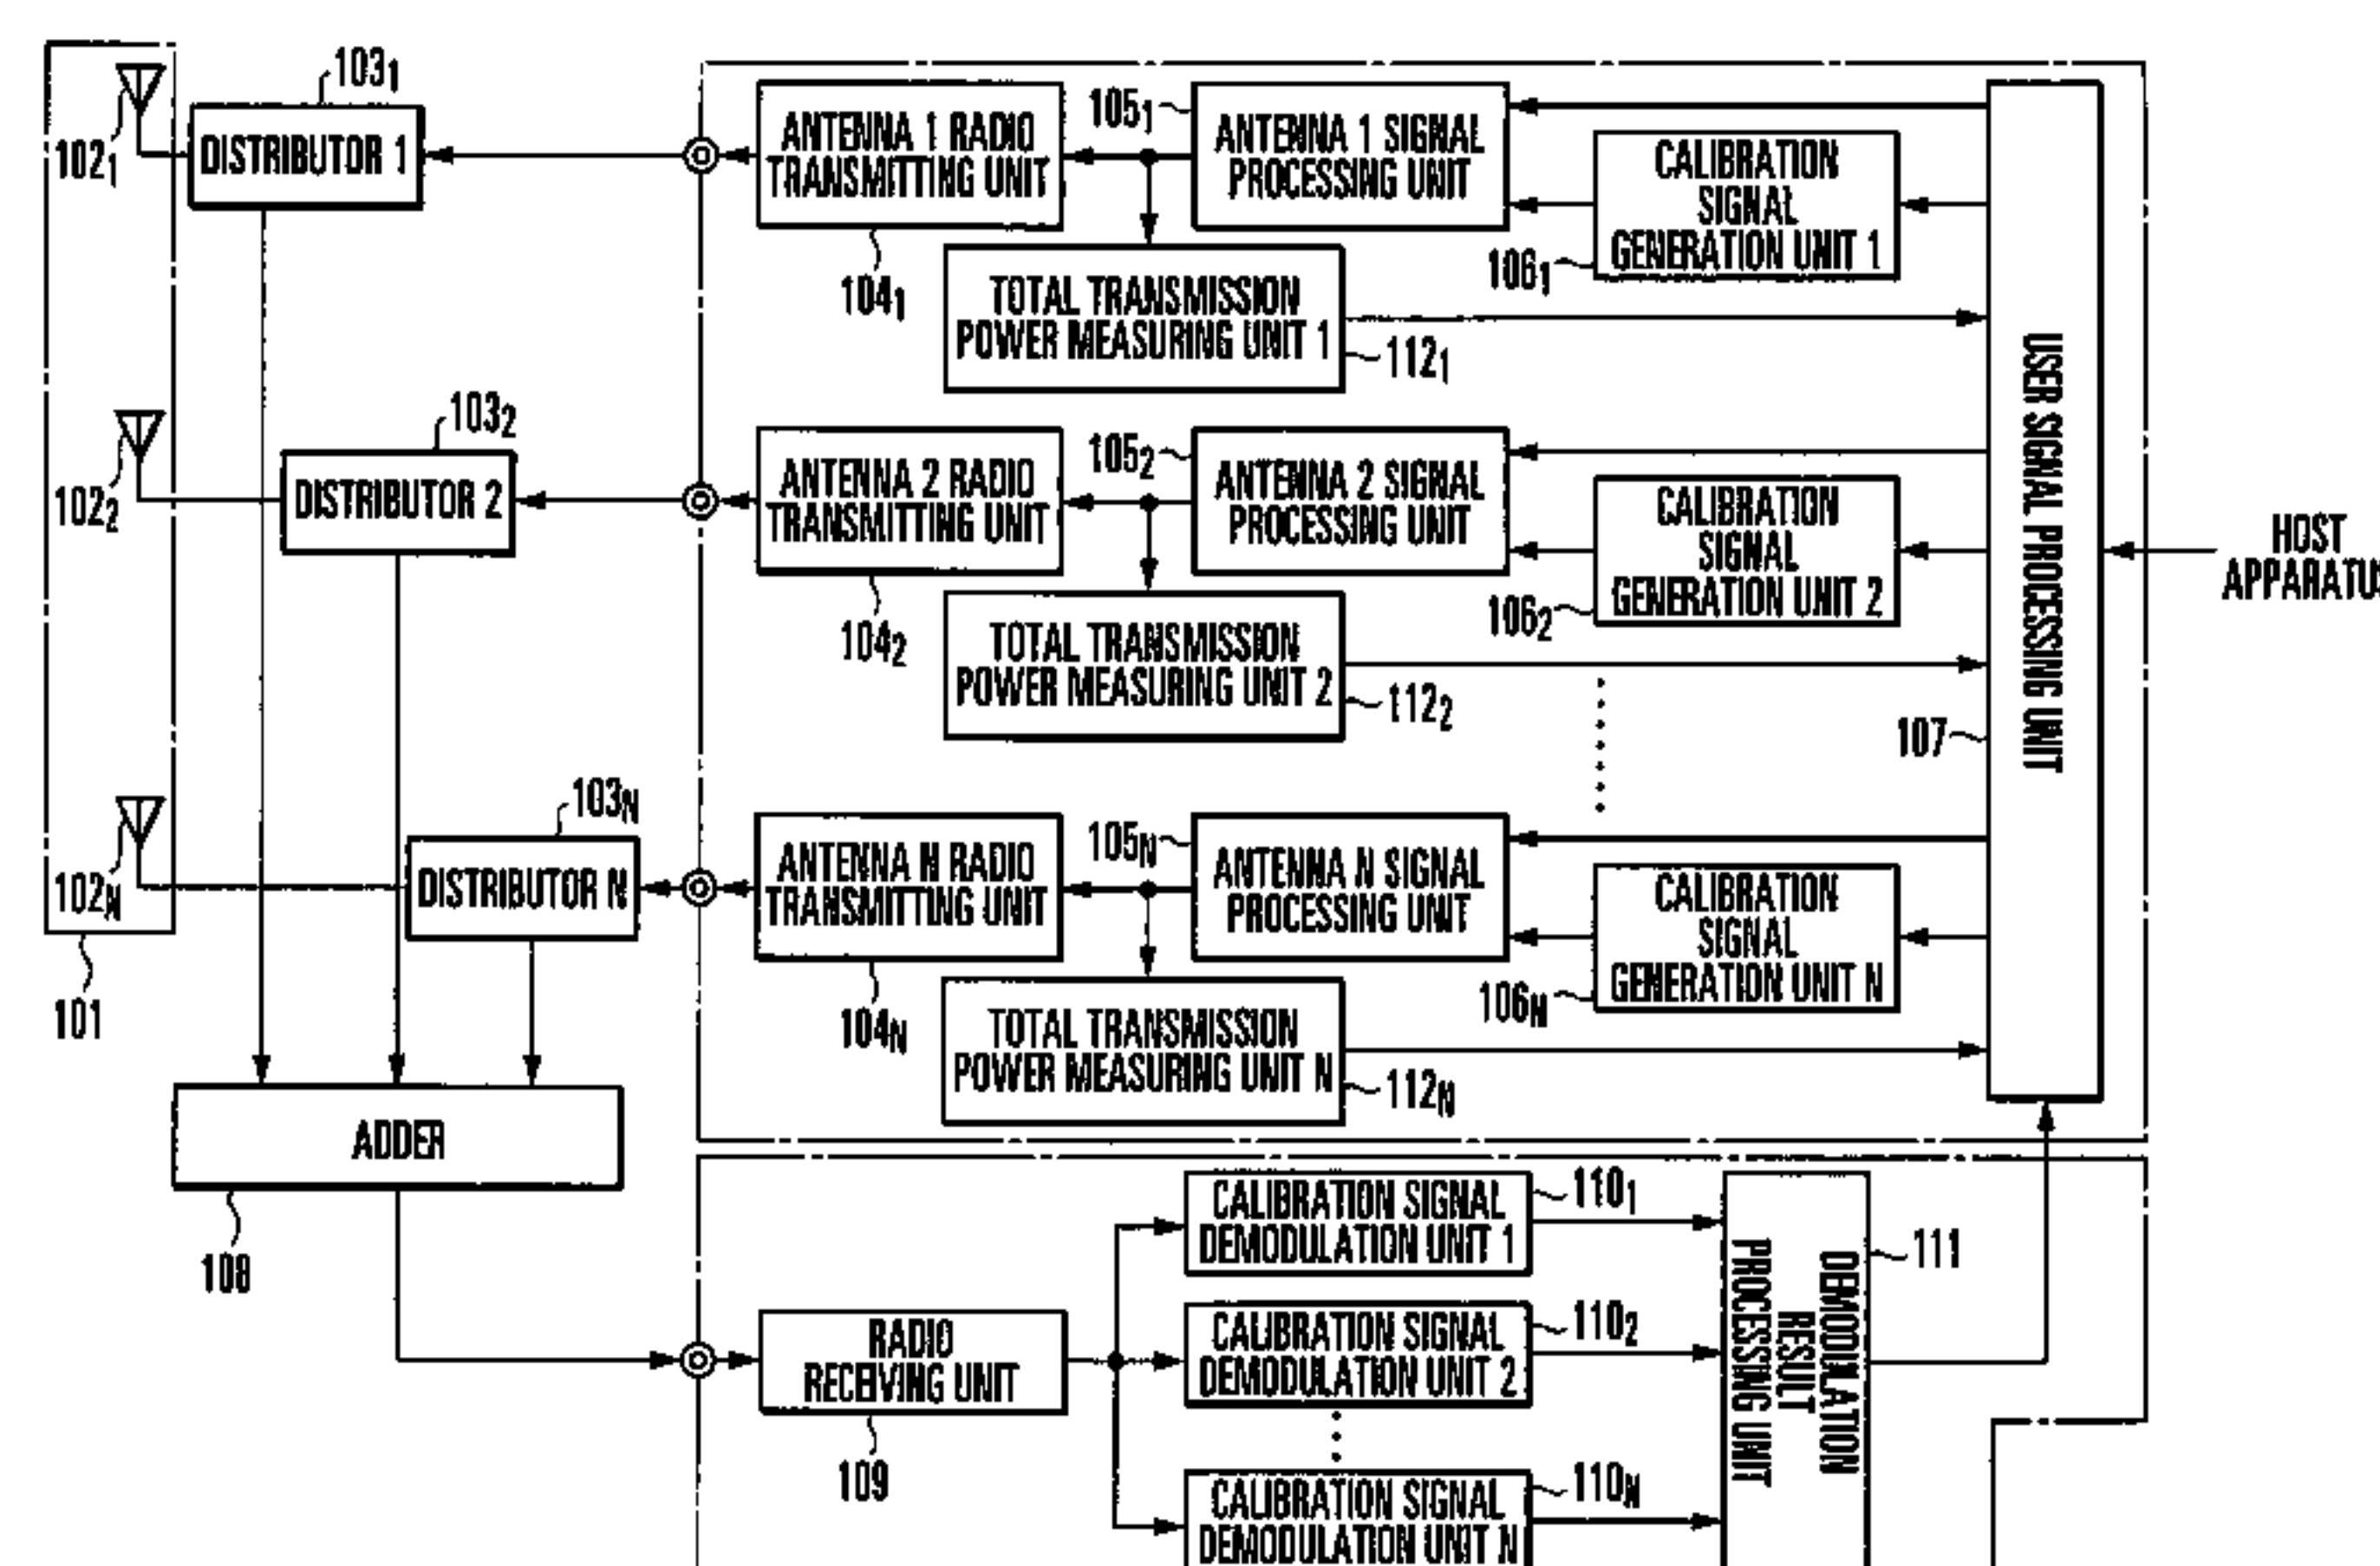 103₁
102₁
DISTRIBUTOR 1
ANTENNA 1 RADIO
TRANSMITTING UNIT
104₁
105₁
ANTENNA 1 SIGNAL
PROCESSING UNIT
CALIBRATION
SIGNAL
GENERATION UNIT 1
106₁
TOTAL TRANSMISSION
POWER MEASURING UNIT 1
112₁
103₂
102₂
DISTRIBUTOR 2
ANTENNA 2 RADIO
TRANSMITTING UNIT
104₂
105₂
ANTENNA 2 SIGNAL
PROCESSING UNIT
CALIBRATION
SIGNAL
GENERATION UNIT 2
106₂
TOTAL TRANSMISSION
POWER MEASURING UNIT 2
112₂
USER SIGNAL PROCESSING UNIT
107
HOST
APPARATUS
103N
102N
101
DISTRIBUTOR N
ANTENNA N RADIO
TRANSMITTING UNIT
104N
105N
ANTENNA N SIGNAL
PROCESSING UNIT
CALIBRATION
SIGNAL
GENERATION UNIT N
106N
TOTAL TRANSMISSION
POWER MEASURING UNIT N
112N
ADDER
108
RADIO
RECEIVING UNIT
109
CALIBRATION SIGNAL
DEMODULATION UNIT 1
110₁
CALIBRATION SIGNAL
DEMODULATION UNIT 2
110₂
CALIBRATION SIGNAL
DEMODULATION UNIT N
110N
DEMODULATION
RESULT
PROCESSING UNIT
111